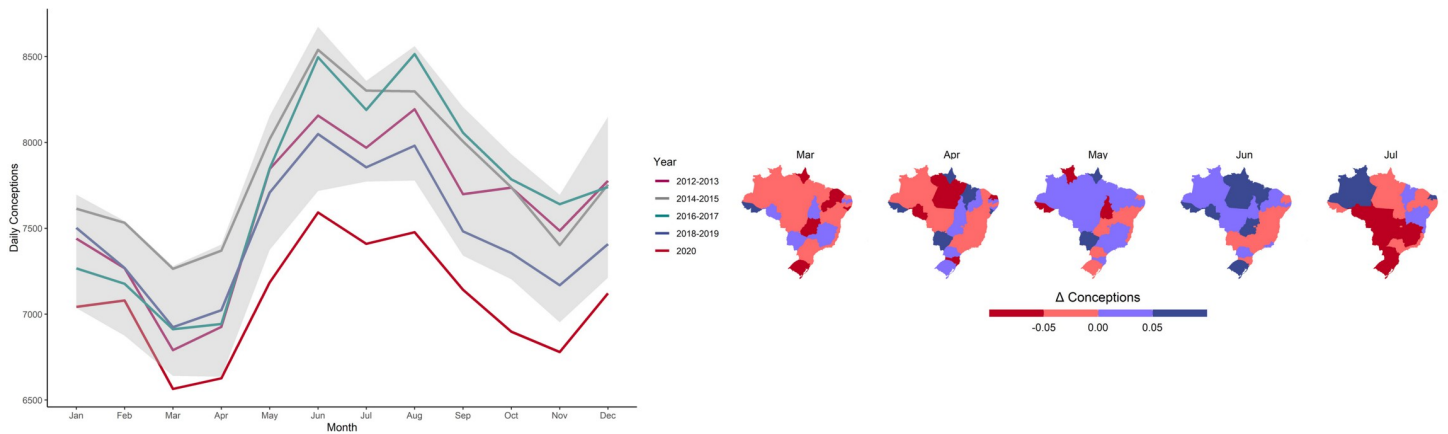 8500
8000
7500
7000
6500
Daily Conceptions
Jan Feb Mar Apr May Jun Jul Aug Sep Oct Nov Dec
Month
Year
2012-2013
2014-2015
2016-2017
2018-2019
2020
Mar Apr May Jun Jul
Δ Conceptions
-0.05 0.00 0.05